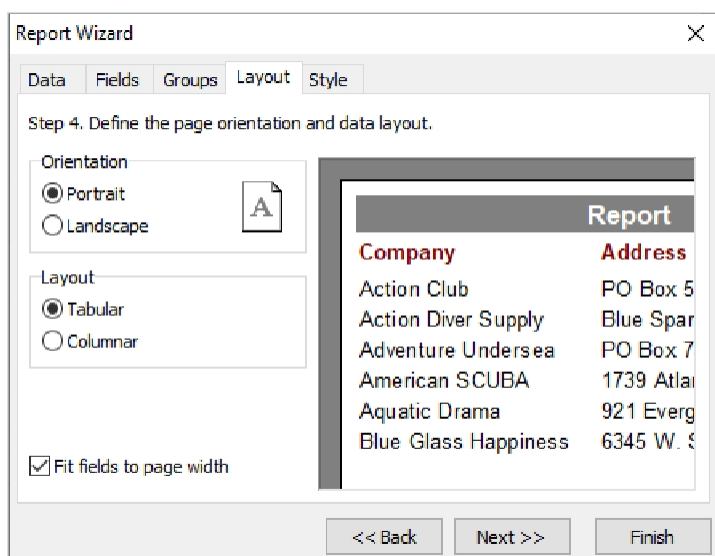 Report Wizard
Data Fields Groups Layout Style
Step 4. Define the page orientation and data layout.
Orientation
Portrait
Landscape
A
Layout
Tabular
Columnar
Fit fields to page width
Report
Company Address
Action Club PO Box 5
Action Diver Supply Blue Spar
Adventure Undersea PO Box 7
American SCUBA 1739 Atla
Aquatic Drama 921 Everg
Blue Glass Happiness 6345 W. S
<< Back Next >> Finish